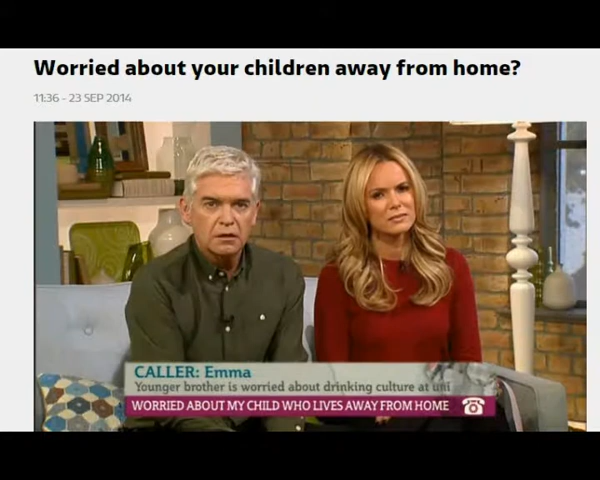 Worried about your children away from home?
11:36 - 23 SEP 2014
CALLER: Emma
Younger brother is worried about drinking culture at uni
WORRIED ABOUT MY CHILD WHO LIVES AWAY FROM HOME